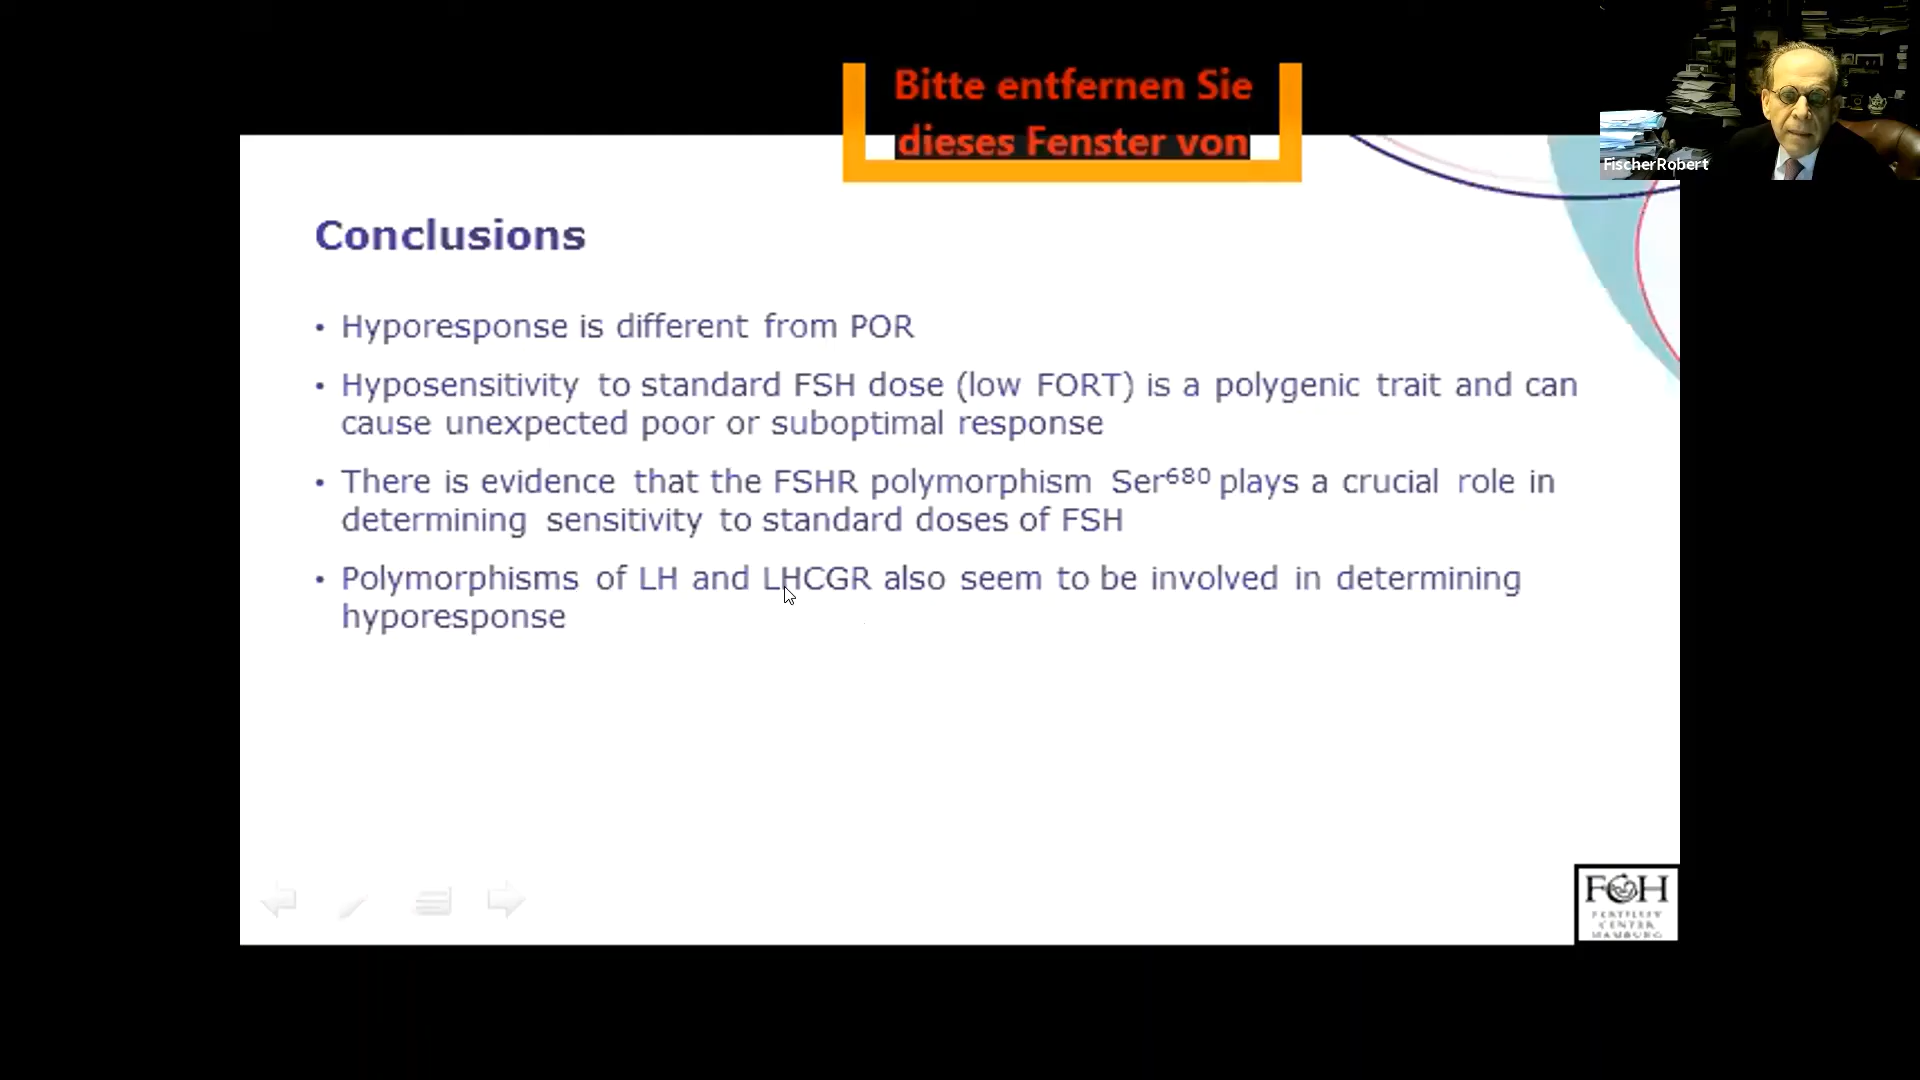 Bitte entfernen Sie
dieses Fenster von
FischerRobert
Conclusions
• Hyporesponse is different from POR
• Hyposensitivity to standard FSH dose (low FORT) is a polygenic trait and can
cause unexpected poor or suboptimal response
• There is evidence that the FSHR polymorphism Ser⁶⁸⁰ plays a crucial role in
determining sensitivity to standard doses of FSH
• Polymorphisms of LH and LHCGR also seem to be involved in determining
hyporesponse
FCH
FERTILITY
CENTER
HAMBURG